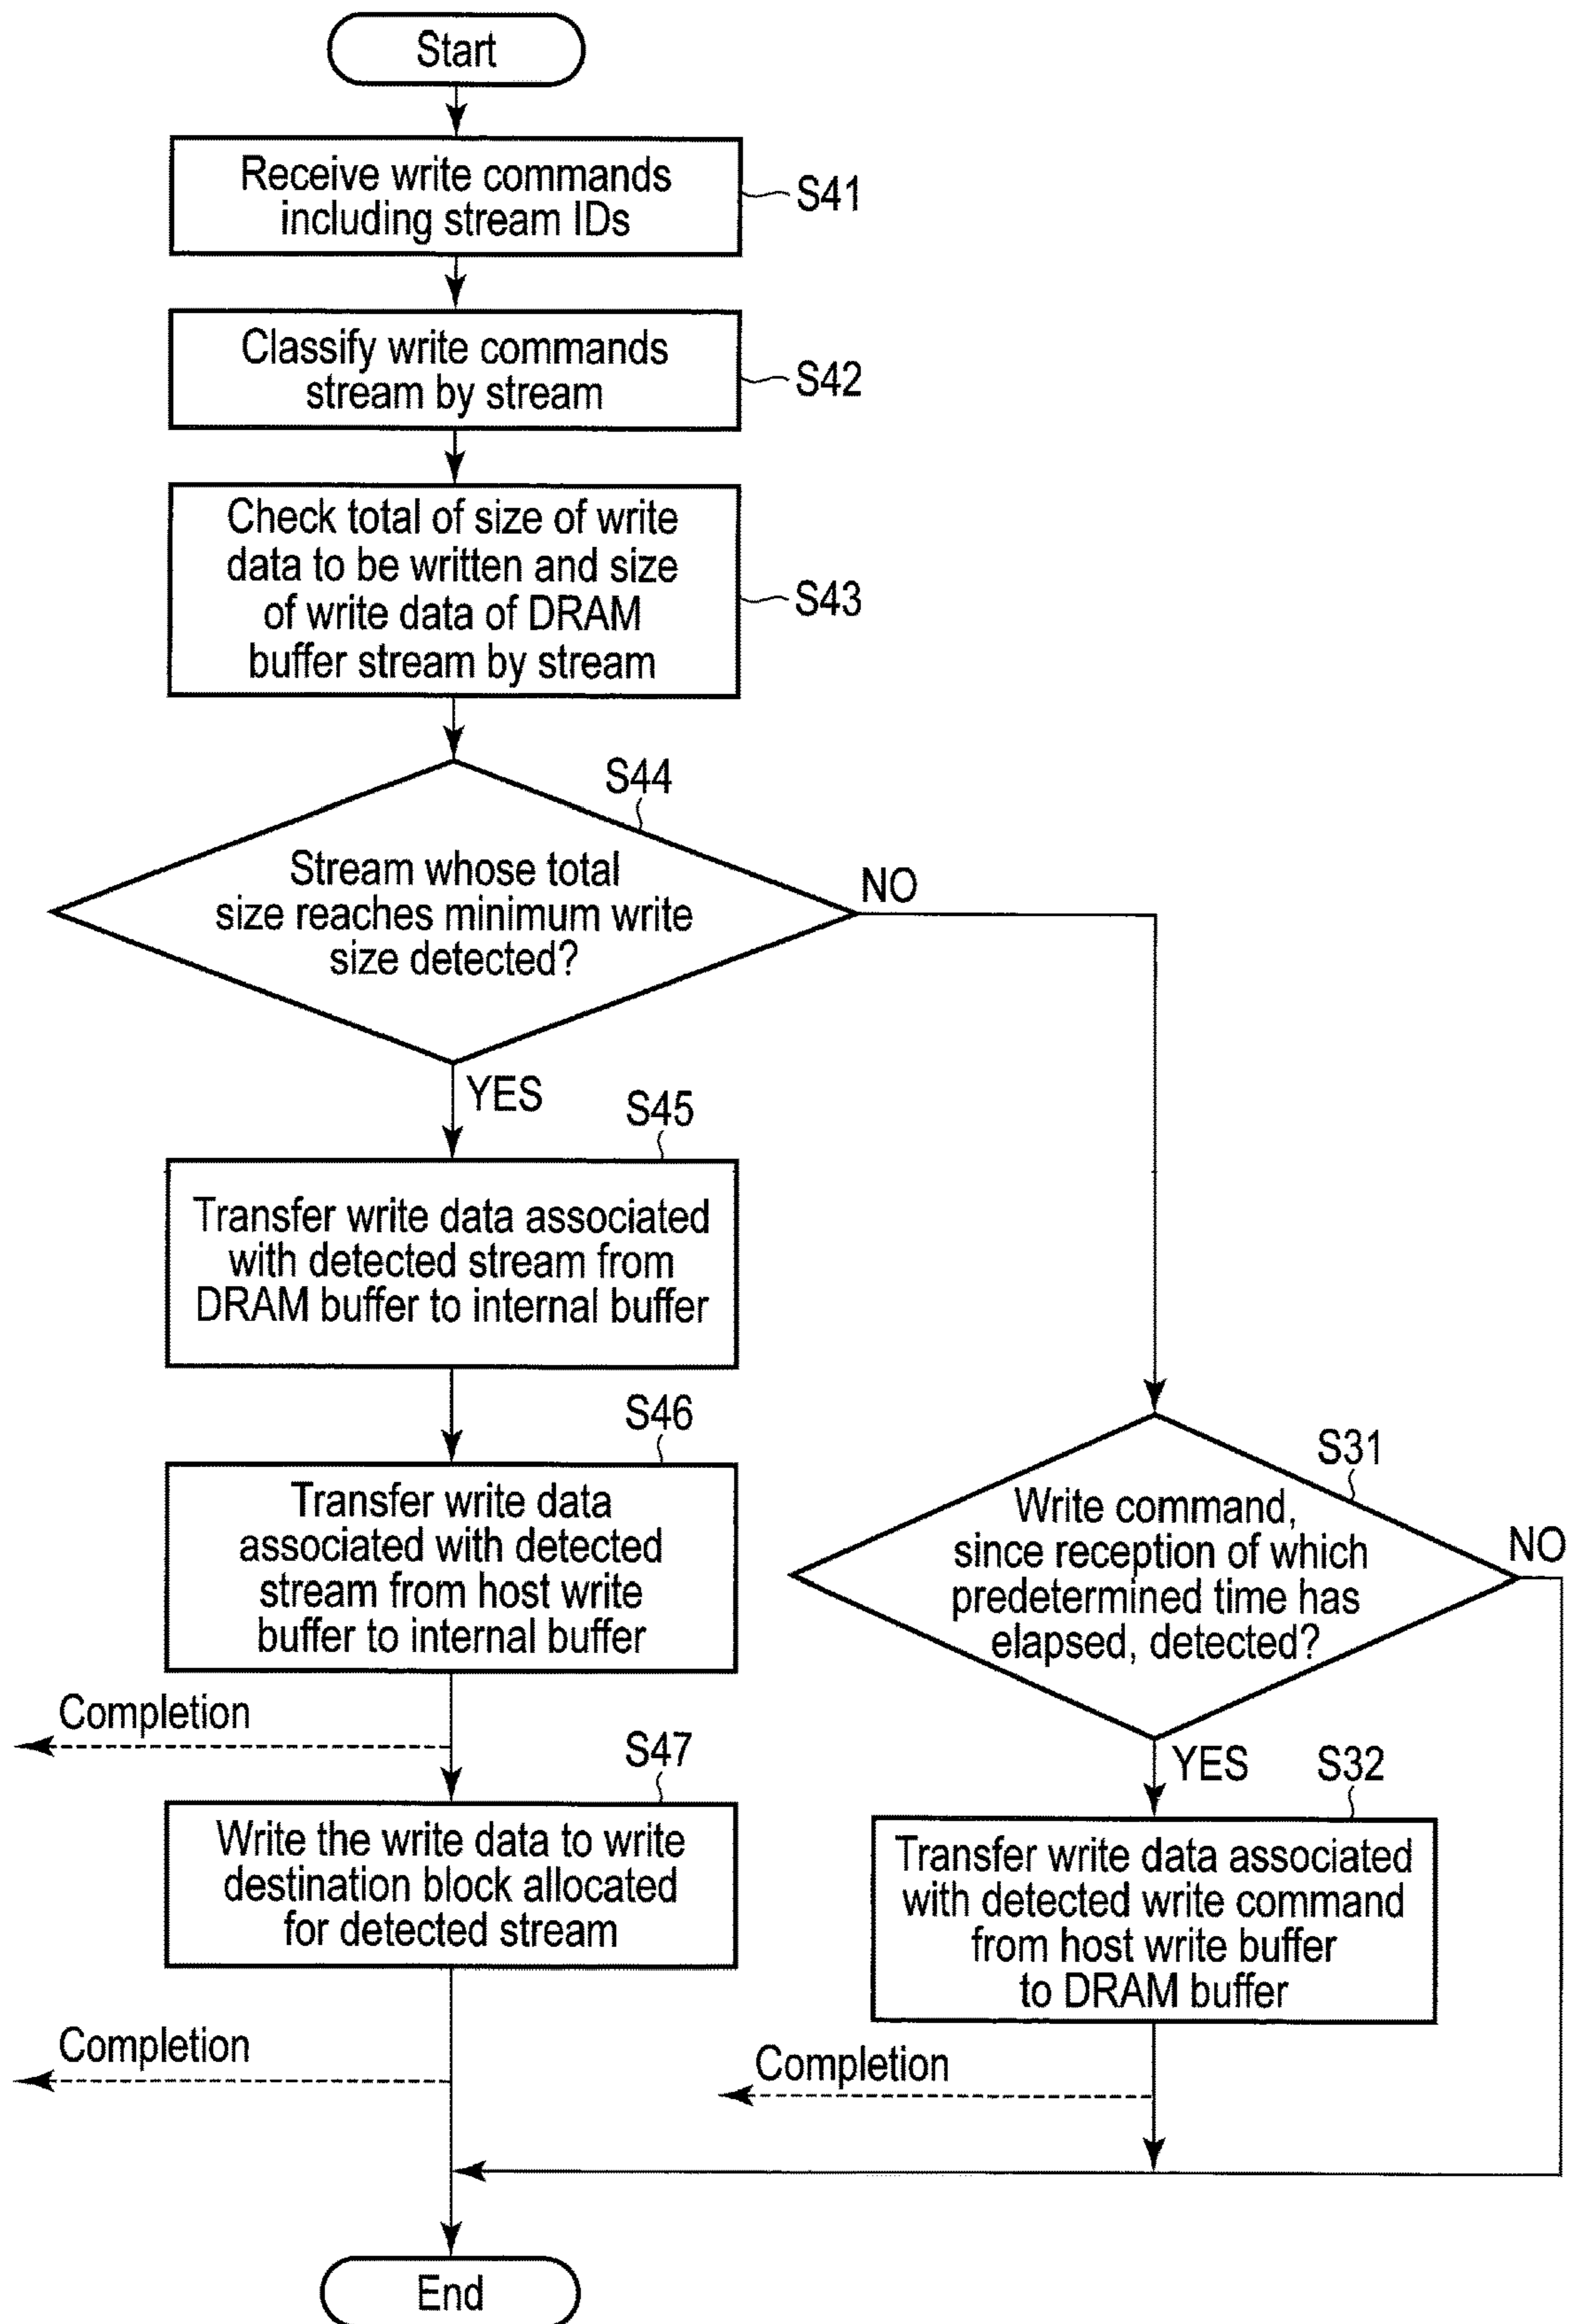 Start
Receive write commands
including stream IDs
S41
Classify write commands
stream by stream
S42
Check total of size of write
data to be written and size
of write data of DRAM
buffer stream by stream
S43
S44
Stream whose total
size reaches minimum write
size detected?
NO
YES
S45
Transfer write data associated
with detected stream from
DRAM buffer to internal buffer
S46
Transfer write data
associated with detected
stream from host write
buffer to internal buffer
Completion
S47
Write the write data to write
destination block allocated
for detected stream
Completion
S31
Write command,
since reception of which
predetermined time has
elapsed, detected?
NO
YES
S32
Transfer write data associated
with detected write command
from host write buffer
to DRAM buffer
Completion
End